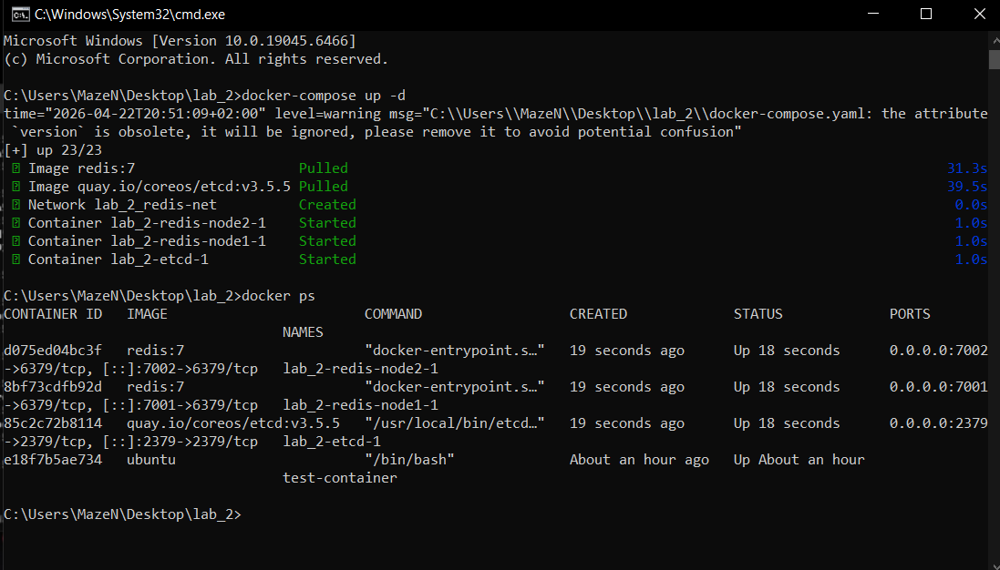 C:\Windows\System32\cmd.exe
Microsoft Windows [Version 10.0.19045.6466]
(c) Microsoft Corporation. All rights reserved.
C:\Users\MazeN\Desktop\lab_2>docker-compose up -d
time="2026-04-22T20:51:09+02:00" level=warning msg="C:\\Users\\MazeN\\Desktop\\lab_2\\docker-compose.yaml: the attribute
`version` is obsolete, it will be ignored, please remove it to avoid potential confusion"
[+] up 23/23
Image redis:7 Pulled 31.3s
Image quay.io/coreos/etcd:v3.5.5 Pulled 39.5s
Network lab_2_redis-net Created 0.0s
Container lab_2-redis-node2-1 Started 1.0s
Container lab_2-redis-node1-1 Started 1.0s
Container lab_2-etcd-1 Started 1.0s
C:\Users\MazeN\Desktop\lab_2>docker ps
CONTAINER ID IMAGE COMMAND CREATED STATUS PORTS
NAMES
d075ed04bc3f redis:7 "docker-entrypoint.s…" 19 seconds ago Up 18 seconds 0.0.0.0:7002
->6379/tcp, [::]:7002->6379/tcp lab_2-redis-node2-1
8bf73cdfb92d redis:7 "docker-entrypoint.s…" 19 seconds ago Up 18 seconds 0.0.0.0:7001
->6379/tcp, [::]:7001->6379/tcp lab_2-redis-node1-1
85c2c72b8114 quay.io/coreos/etcd:v3.5.5 "/usr/local/bin/etcd…" 19 seconds ago Up 18 seconds 0.0.0.0:2379
->2379/tcp, [::]:2379->2379/tcp lab_2-etcd-1
e18f7b5ae734 ubuntu "/bin/bash" About an hour ago Up About an hour
test-container
C:\Users\MazeN\Desktop\lab_2>